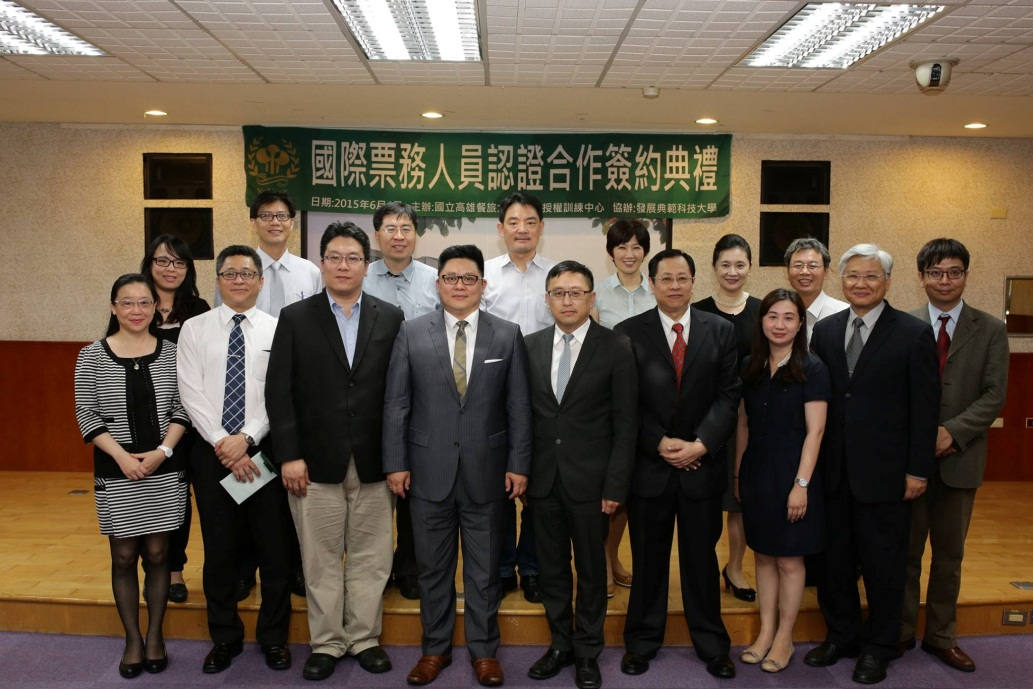 國際票務人員認證合作簽約典禮
日期:2015年6月 主辦:國立高雄餐旅 授權訓練中心 協辦:發展典範科技大學